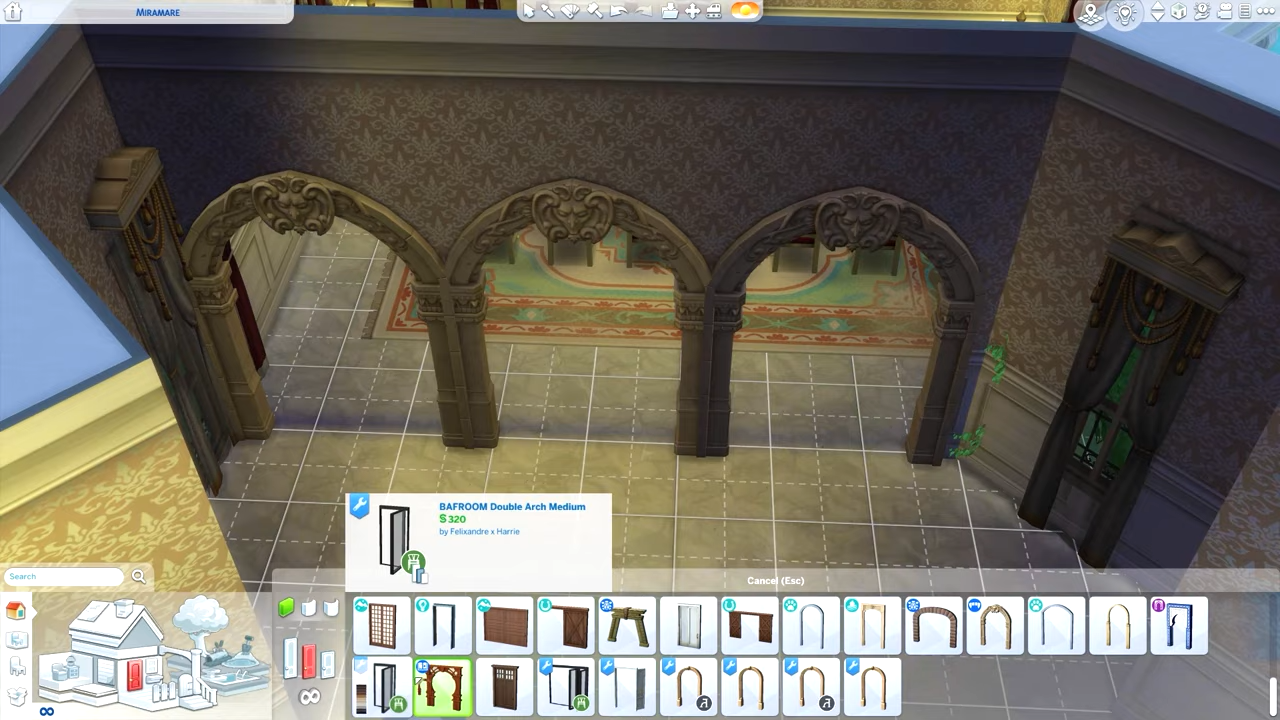 Miramare
BAFROOM Double Arch Medium
§320
by Felixandre x Harrie
Cancel (Esc)
Search